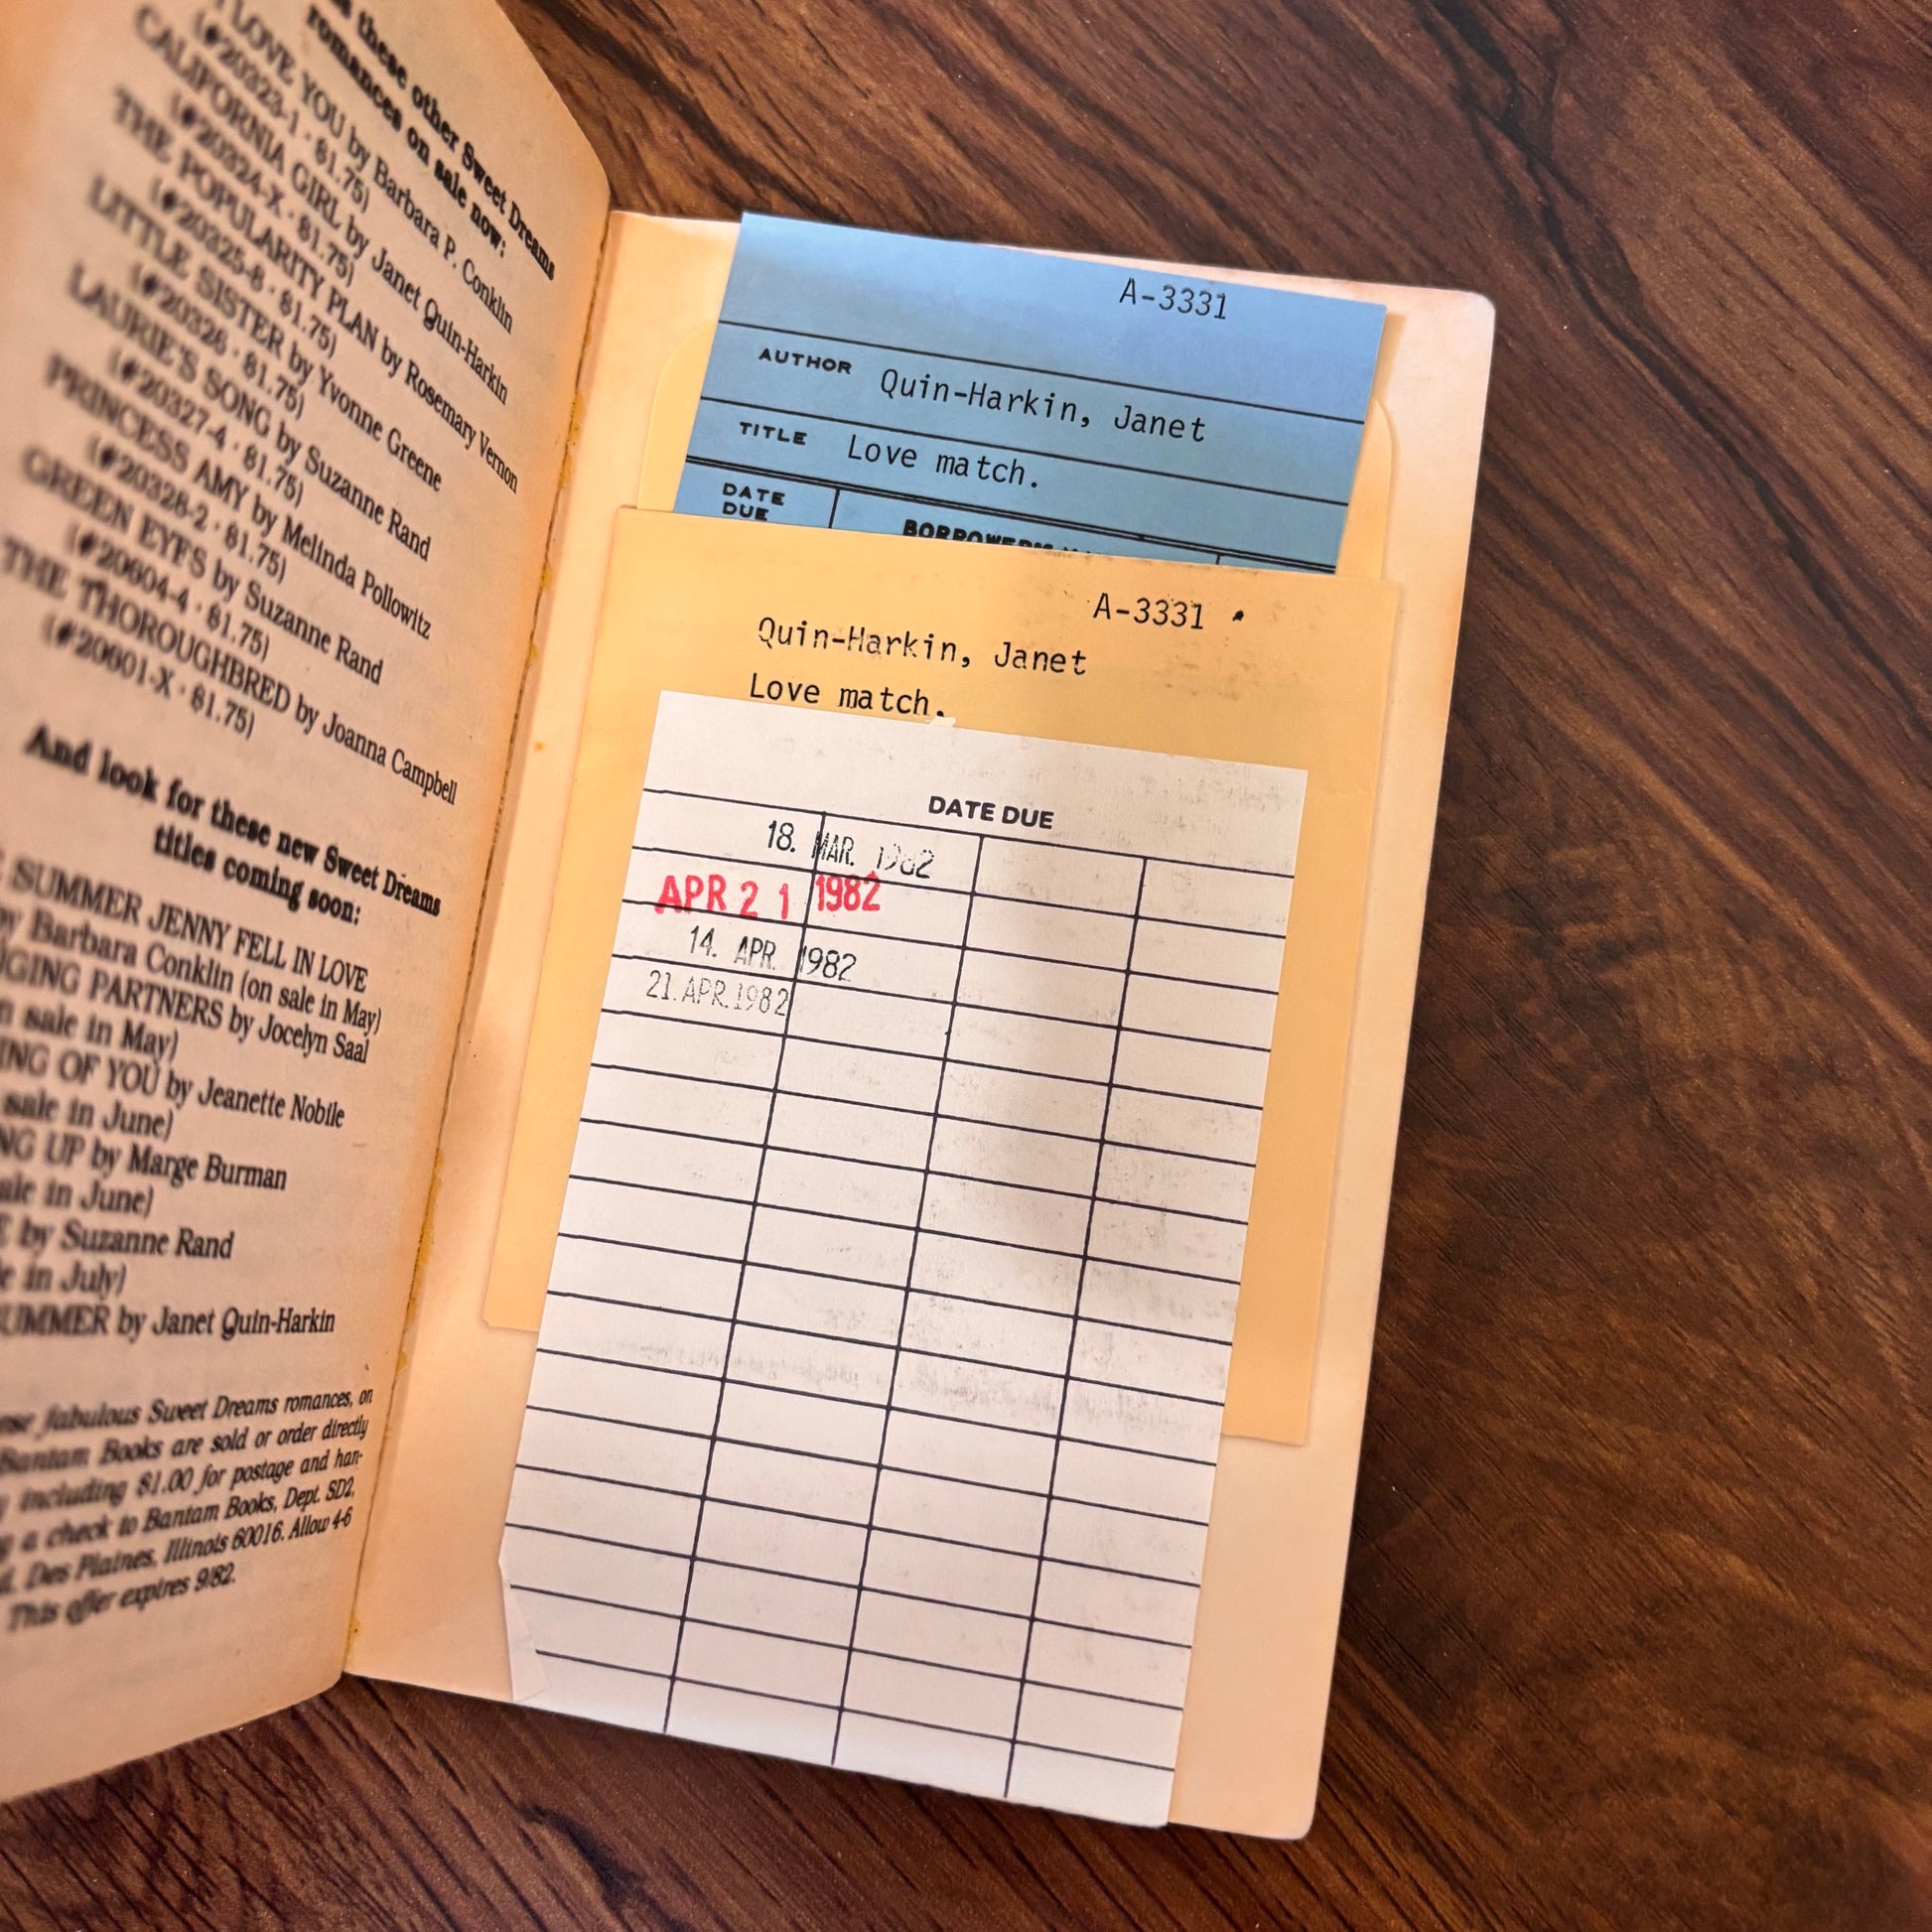 these other Sweet Dreams
romances on sale now:
LOVE YOU by Barbara P. Conklin
(#20323-1 · $1.75)
CALIFORNIA GIRL by Janet Quin-Harkin
(#20324-X · $1.75)
THE POPULARITY PLAN by Rosemary Vernon
(#20325-8 · $1.75)
LITTLE SISTER by Yvonne Greene
(#20326 · $1.75)
LAURIE'S SONG by Suzanne Rand
(#20327-4 · $1.75)
PRINCESS AMY by Melinda Pollowitz
(#20328-2 · $1.75)
GREEN EYES by Suzanne Rand
(#20604-4 · $1.75)
THE THOROUGHBRED by Joanna Campbell
(#20601-X · $1.75)
And look for these new Sweet Dreams
titles coming soon:
SUMMER JENNY FELL IN LOVE
by Barbara Conklin (on sale in May)
GING PARTNERS by Jocelyn Saal
sale in May)
ING OF YOU by Jeanette Nobile
sale in June)
NG UP by Marge Burman
in June)
by Suzanne Rand
in July)
SUMMER by Janet Quin-Harkin
fabulous Sweet Dreams romances, on
Bantam Books are sold or order directly
including $1.00 for postage and han-
a check to Bantam Books, Dept. SD2,
Des Plaines, Illinois 60016. Allow 4-6
This offer expires 9/82.
A-3331
AUTHOR Quin-Harkin, Janet
TITLE Love match.
DATE DUE
BORROWER'S
A-3331
Quin-Harkin, Janet
Love match.
DATE DUE
18. MAR. 1982
APR 21 1982
14. APR. 1982
21. APR. 1982